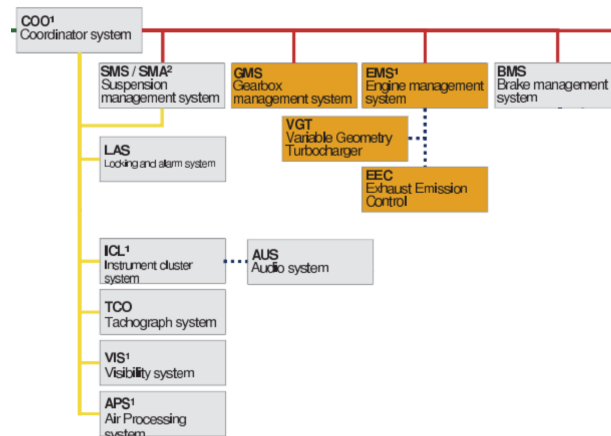 COO¹
Coordinator system
SMS / SMA²
Suspension
management system
GMS
Gearbox
management system
EMS¹
Engine management
system
BMS
Brake management
system
VGT
Variable Geometry
Turbocharger
LAS
Locking and alarm system
EEC
Exhaust Emission
Control
ICL¹
Instrument cluster
system
AUS
Audio system
TCO
Tachograph system
VIS¹
Visibility system
APS¹
Air Processing
system